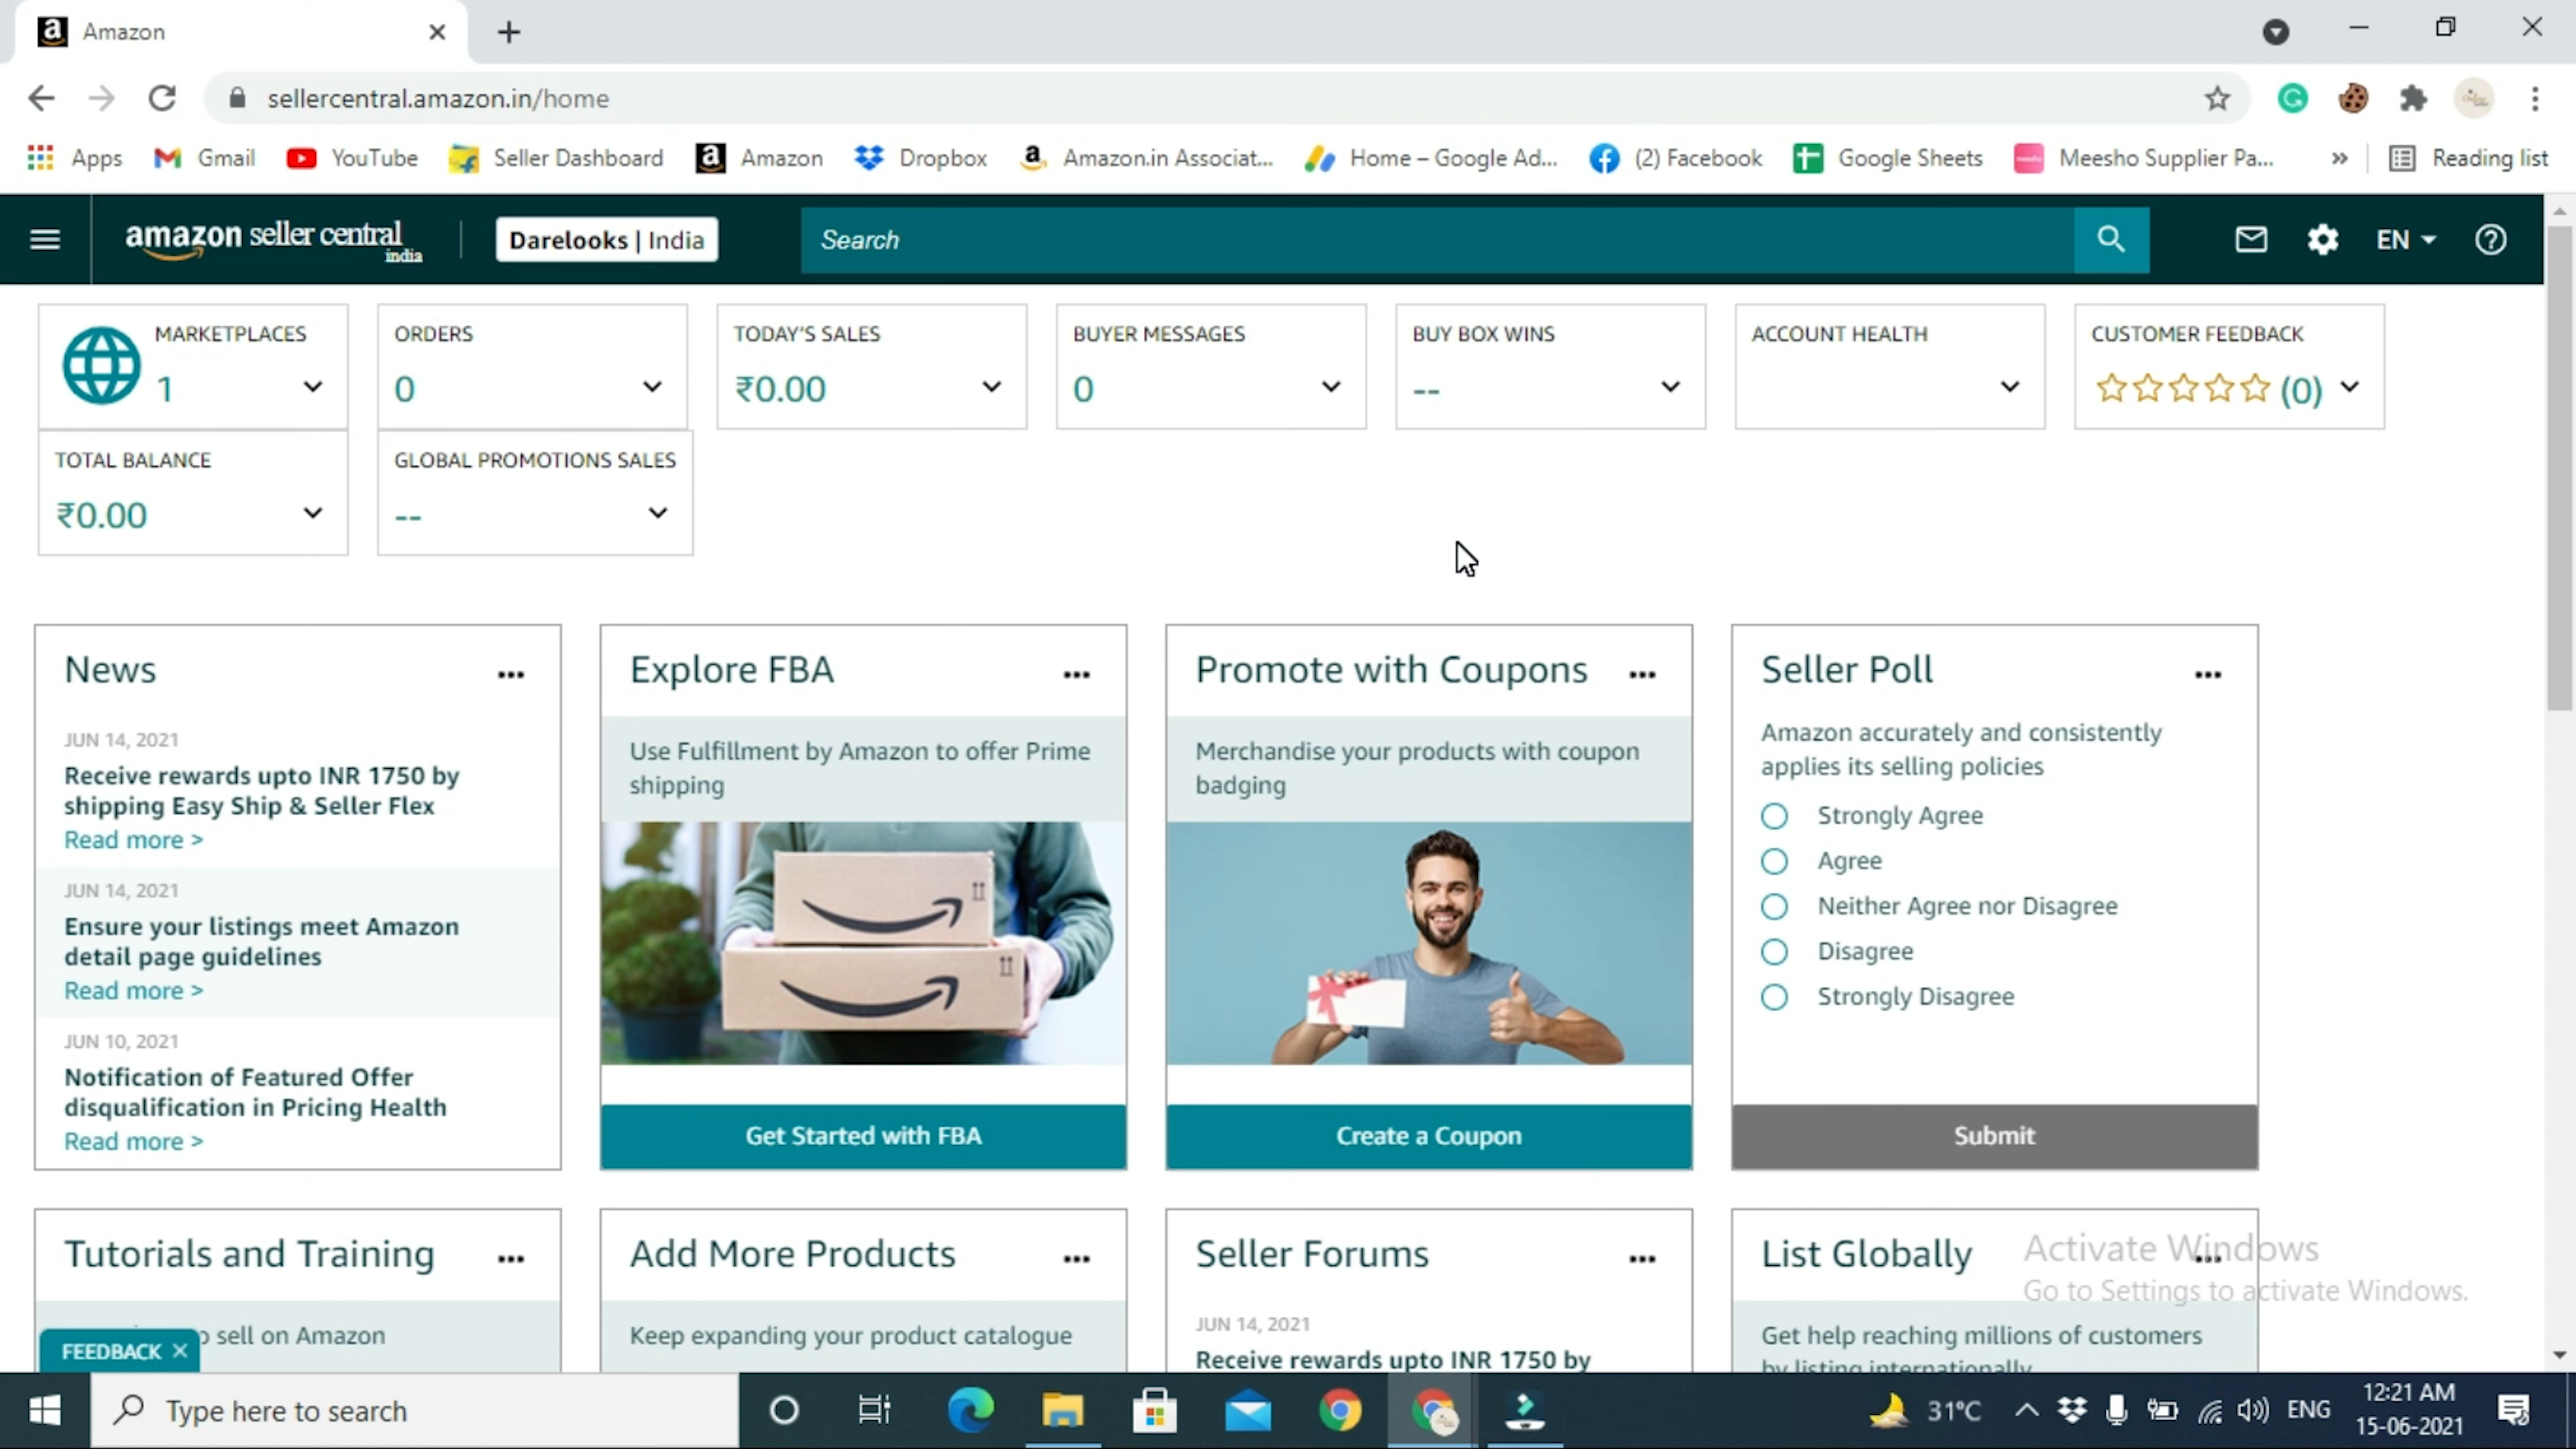 Amazon
sellercentral.amazon.in/home
Apps Gmail YouTube Seller Dashboard Amazon Dropbox Amazon.in Associat... Home – Google Ad... (2) Facebook Google Sheets Meesho Supplier Pa... » Reading list
amazon seller central india Darelooks | India Search EN
MARKETPLACES
1
ORDERS
0
TODAY'S SALES
₹0.00
BUYER MESSAGES
0
BUY BOX WINS
--
ACCOUNT HEALTH
CUSTOMER FEEDBACK
(0)
TOTAL BALANCE
₹0.00
GLOBAL PROMOTIONS SALES
--
News
JUN 14, 2021
Receive rewards upto INR 1750 by
shipping Easy Ship & Seller Flex
Read more >
JUN 14, 2021
Ensure your listings meet Amazon
detail page guidelines
Read more >
JUN 10, 2021
Notification of Featured Offer
disqualification in Pricing Health
Read more >
Explore FBA
Use Fulfillment by Amazon to offer Prime
shipping
Get Started with FBA
Promote with Coupons
Merchandise your products with coupon
badging
Create a Coupon
Seller Poll
Amazon accurately and consistently
applies its selling policies
Strongly Agree
Agree
Neither Agree nor Disagree
Disagree
Strongly Disagree
Submit
Tutorials and Training
o sell on Amazon
FEEDBACK ×
Add More Products
Keep expanding your product catalogue
Seller Forums
JUN 14, 2021
Receive rewards upto INR 1750 by
List Globally
Get help reaching millions of customers
by listing internationally
Activate Windows
Go to Settings to activate Windows.
Type here to search
31°C
ENG
12:21 AM
15-06-2021